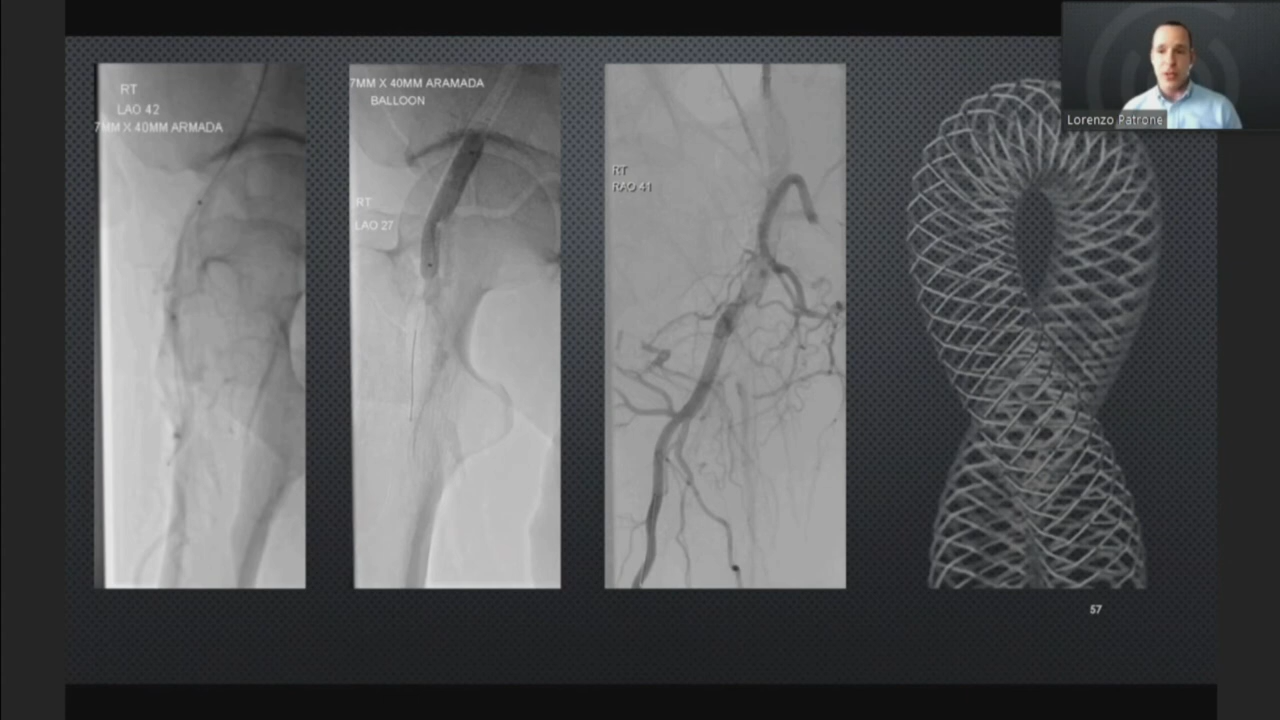 RT
LAO 42
7MM X 40MM ARMADA
7MM X 40MM ARAMADA
BALLOON
RT
LAO 27
RT
RAO 41
Lorenzo Patrone
57